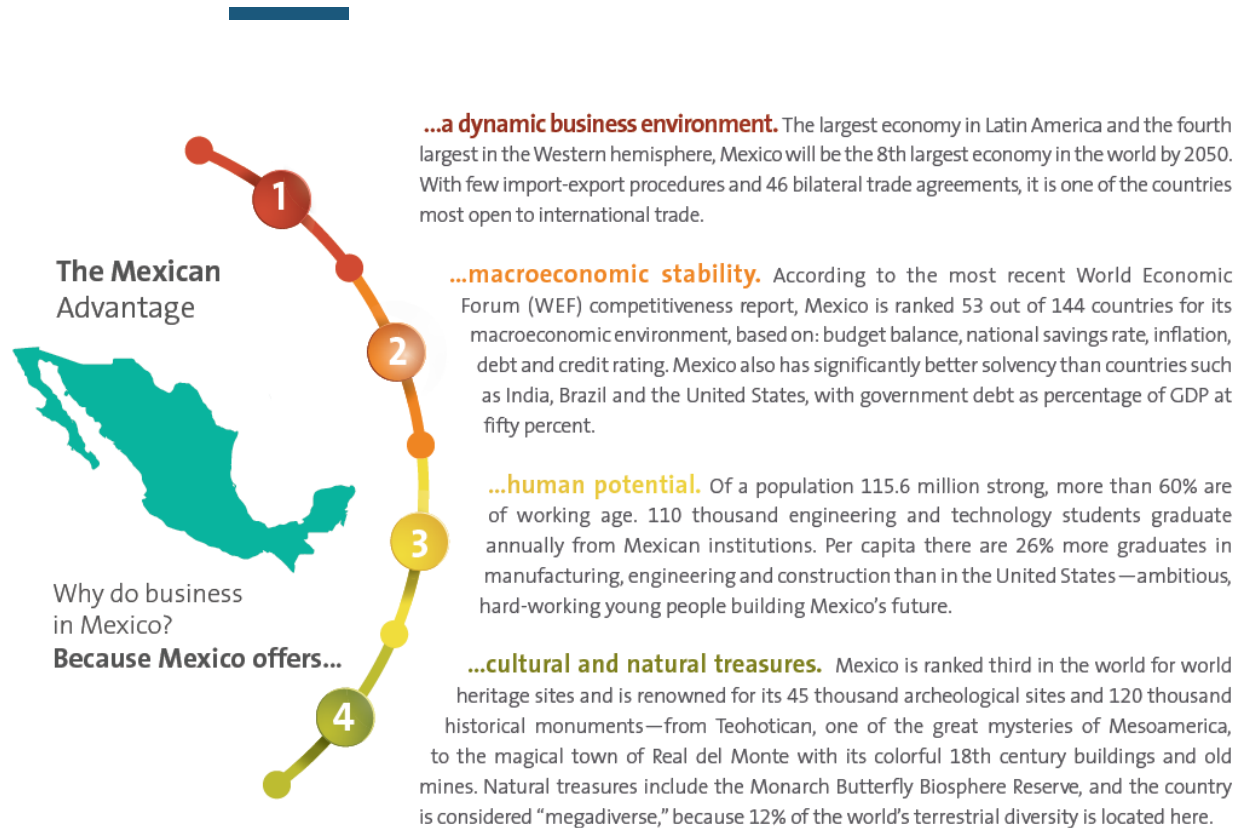 The Mexican
Advantage
Why do business
in Mexico?
Because Mexico offers...
1
...a dynamic business environment. The largest economy in Latin America and the fourth
largest in the Western hemisphere, Mexico will be the 8th largest economy in the world by 2050.
With few import-export procedures and 46 bilateral trade agreements, it is one of the countries
most open to international trade.
2
...macroeconomic stability. According to the most recent World Economic
Forum (WEF) competitiveness report, Mexico is ranked 53 out of 144 countries for its
macroeconomic environment, based on: budget balance, national savings rate, inflation,
debt and credit rating. Mexico also has significantly better solvency than countries such
as India, Brazil and the United States, with government debt as percentage of GDP at
fifty percent.
3
...human potential. Of a population 115.6 million strong, more than 60% are
of working age. 110 thousand engineering and technology students graduate
annually from Mexican institutions. Per capita there are 26% more graduates in
manufacturing, engineering and construction than in the United States—ambitious,
hard-working young people building Mexico's future.
4
...cultural and natural treasures. Mexico is ranked third in the world for world
heritage sites and is renowned for its 45 thousand archeological sites and 120 thousand
historical monuments—from Teohotican, one of the great mysteries of Mesoamerica,
to the magical town of Real del Monte with its colorful 18th century buildings and old
mines. Natural treasures include the Monarch Butterfly Biosphere Reserve, and the country
is considered “megadiverse,” because 12% of the world's terrestrial diversity is located here.